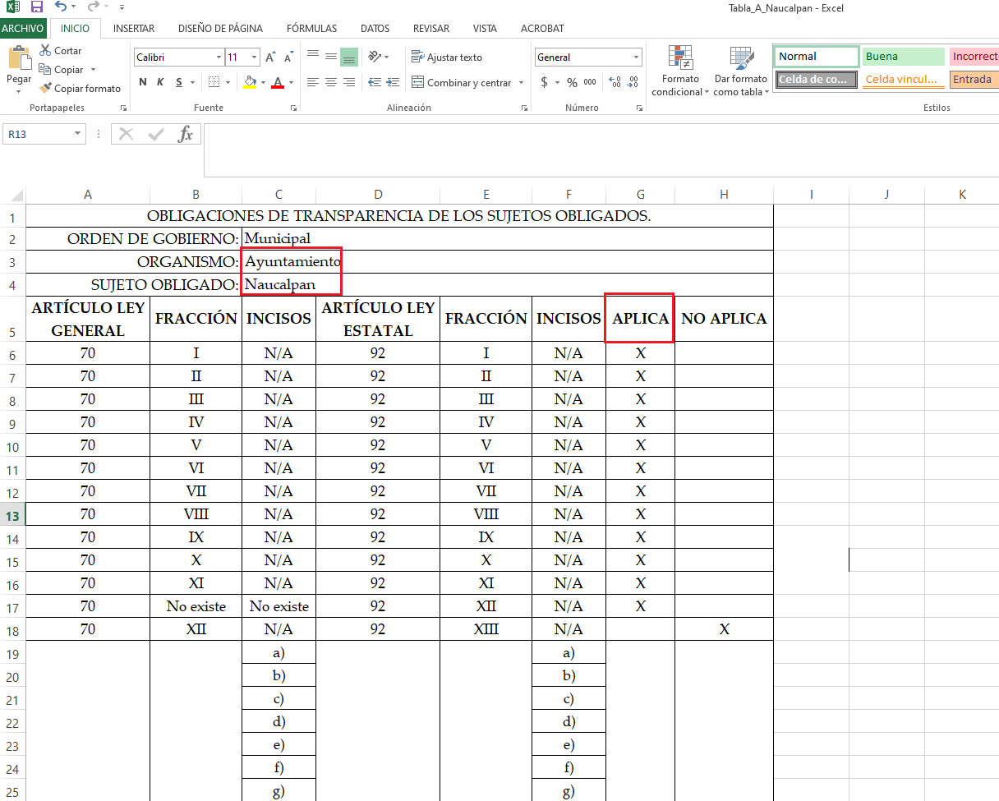 Tabla_A_Naucalpan - Excel
ARCHIVO INICIO INSERTAR DISEÑO DE PÁGINA FÓRMULAS DATOS REVISAR VISTA ACROBAT
Pegar
Cortar
Copiar
Copiar formato
Portapapeles
Calibri 11
N K S
Fuente
Ajustar texto
Combinar y centrar
Alineación
General
$ % 000
Número
Formato condicional
Dar formato como tabla
Normal Buena Incorrect
Celda de co... Celda vincul... Entrada
Estilos
R13 fx
A B C D E F G H I J K
1 OBLIGACIONES DE TRANSPARENCIA DE LOS SUJETOS OBLIGADOS.
2 ORDEN DE GOBIERNO: Municipal
3 ORGANISMO: Ayuntamiento
4 SUJETO OBLIGADO: Naucalpan
5 ARTÍCULO LEY GENERAL FRACCIÓN INCISOS ARTÍCULO LEY ESTATAL FRACCIÓN INCISOS APLICA NO APLICA
6 70 I N/A 92 I N/A X
7 70 II N/A 92 II N/A X
8 70 III N/A 92 III N/A X
9 70 IV N/A 92 IV N/A X
10 70 V N/A 92 V N/A X
11 70 VI N/A 92 VI N/A X
12 70 VII N/A 92 VII N/A X
13 70 VIII N/A 92 VIII N/A X
14 70 IX N/A 92 IX N/A X
15 70 X N/A 92 X N/A X
16 70 XI N/A 92 XI N/A X
17 70 No existe No existe 92 XII N/A X
18 70 XII N/A 92 XIII N/A X
19 a) a)
20 b) b)
21 c) c)
22 d) d)
23 e) e)
24 f) f)
25 g) g)